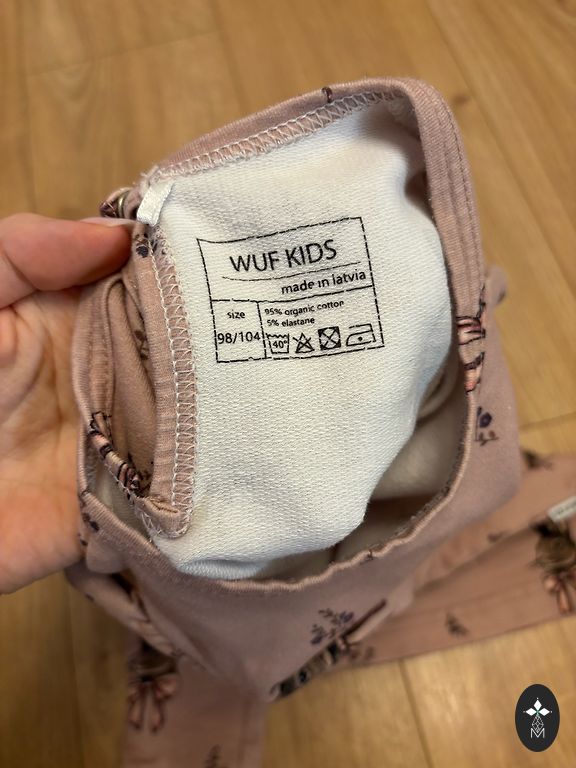 WUF KIDS
made in latvia
size
98/104
95% organic cotton
5% elastane
40°
M